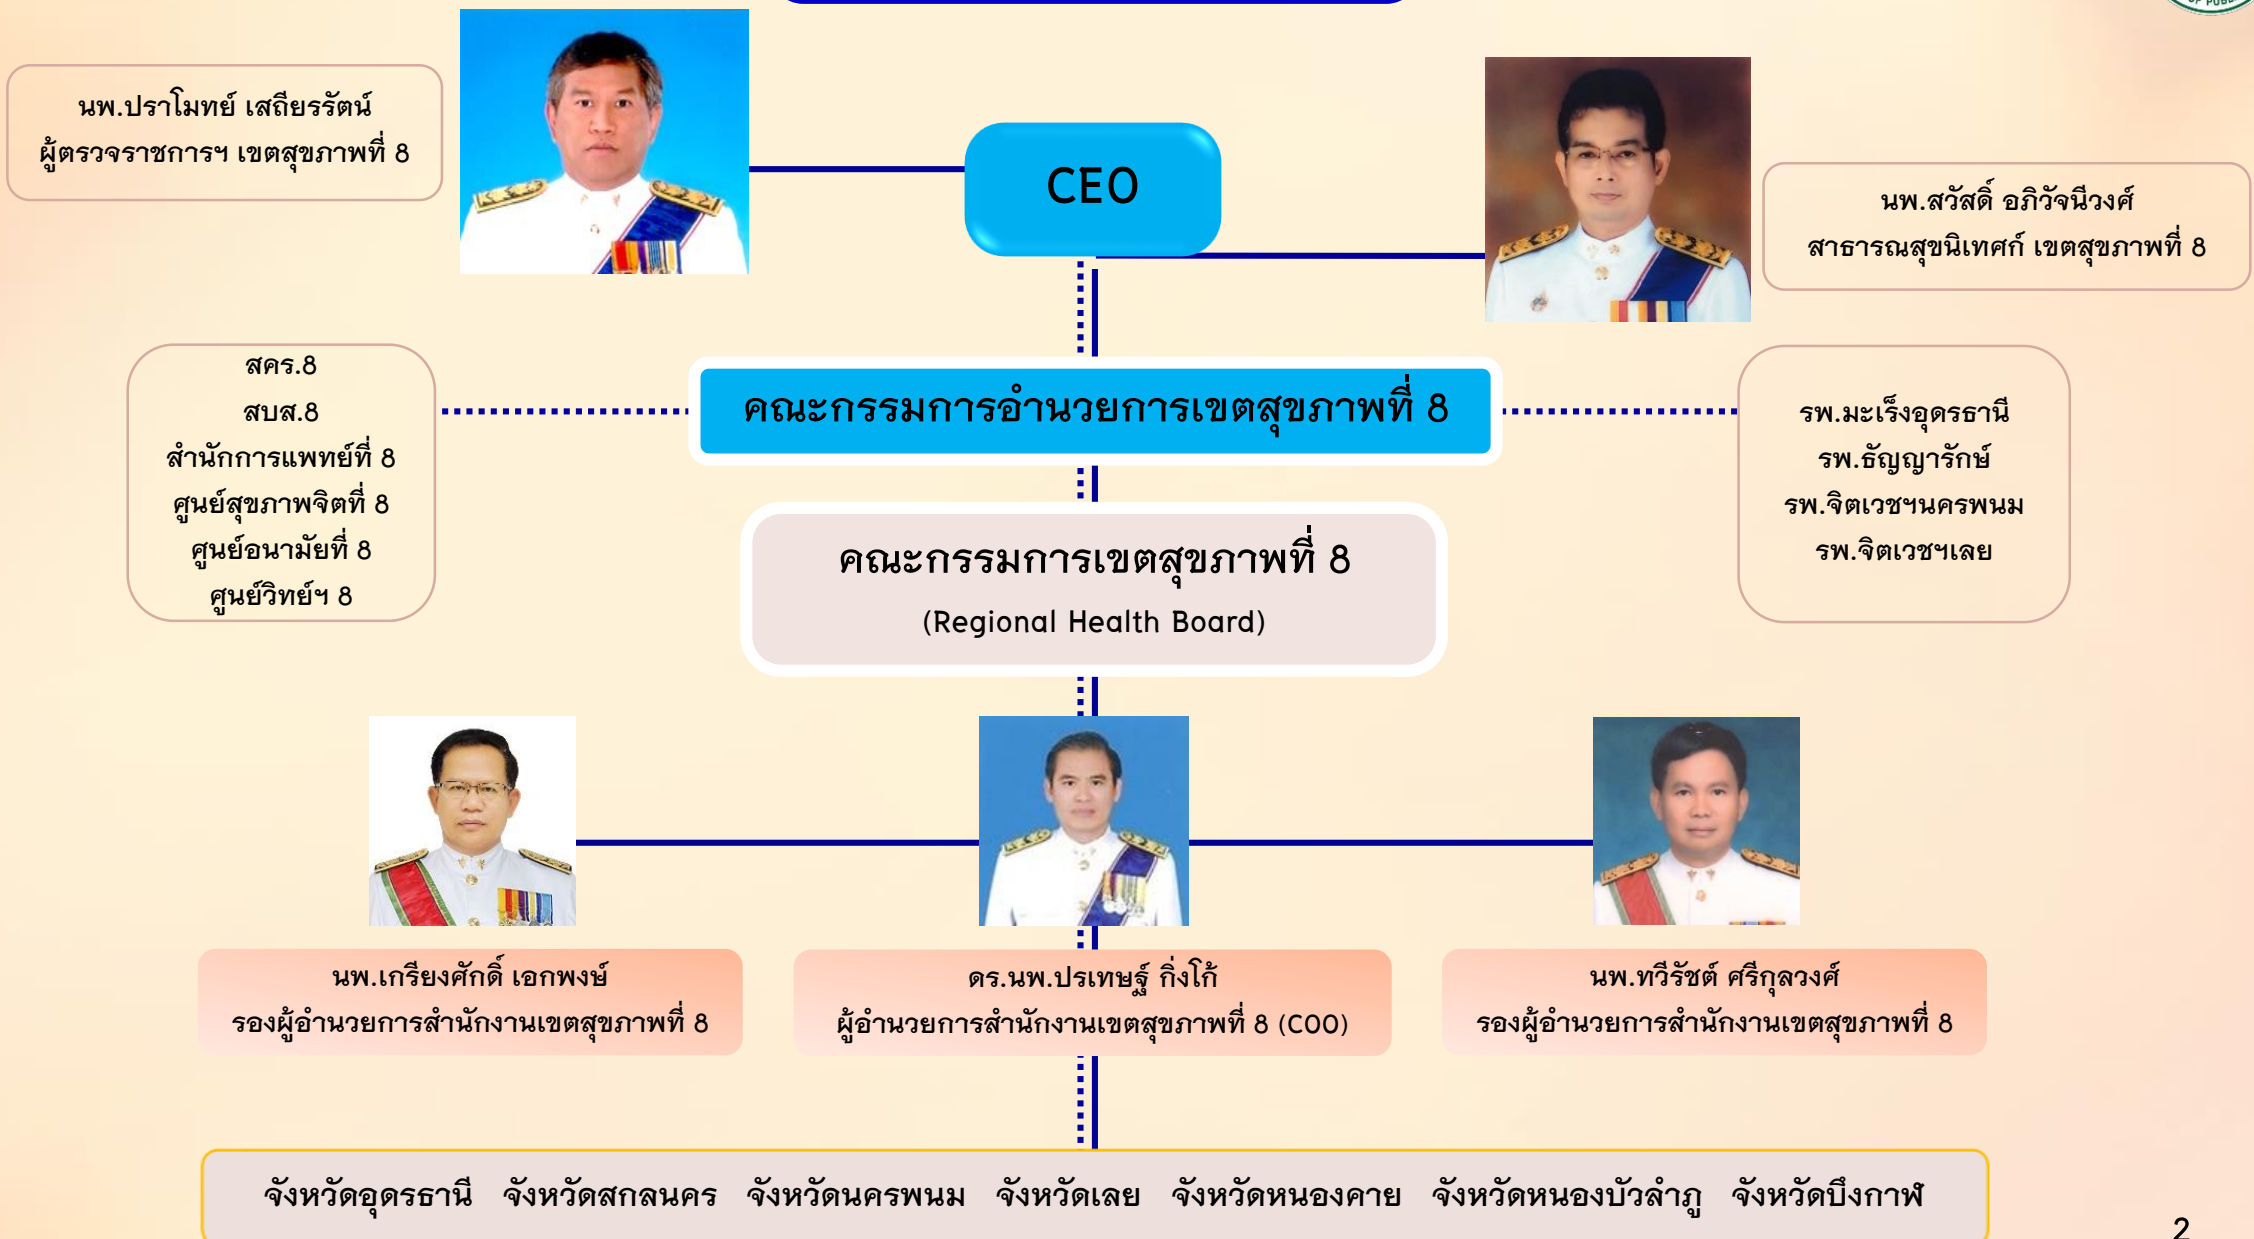 OF PUBL
นพ.ปราโมทย์ เสถียรรัตน์
ผู้ตรวจราชการฯ เขตสุขภาพที่ 8
CEO
นพ.สวัสดิ์ อภิวัจนีวงศ์
สาธารณสุขนิเทศก์ เขตสุขภาพที่ 8
สคร.8
สบส.8
สำนักการแพทย์ที่ 8
ศูนย์สุขภาพจิตที่ 8
ศูนย์อนามัยที่ 8
ศูนย์วิทย์ฯ 8
คณะกรรมการอำนวยการเขตสุขภาพที่ 8
รพ.มะเร็งอุดรธานี
รพ.ธัญญารักษ์
รพ.จิตเวชฯนครพนม
รพ.จิตเวชฯเลย
คณะกรรมการเขตสุขภาพที่ 8
(Regional Health Board)
นพ.เกรียงศักดิ์ เอกพงษ์
รองผู้อำนวยการสำนักงานเขตสุขภาพที่ 8
ดร.นพ.ปรเทษฐ์ กิ่งโก้
ผู้อำนวยการสำนักงานเขตสุขภาพที่ 8 (COO)
นพ.ทวีรัชต์ ศรีกุลวงศ์
รองผู้อำนวยการสำนักงานเขตสุขภาพที่ 8
จังหวัดอุดรธานี จังหวัดสกลนคร จังหวัดนครพนม จังหวัดเลย จังหวัดหนองคาย จังหวัดหนองบัวลำภู จังหวัดบึงกาฬ
2